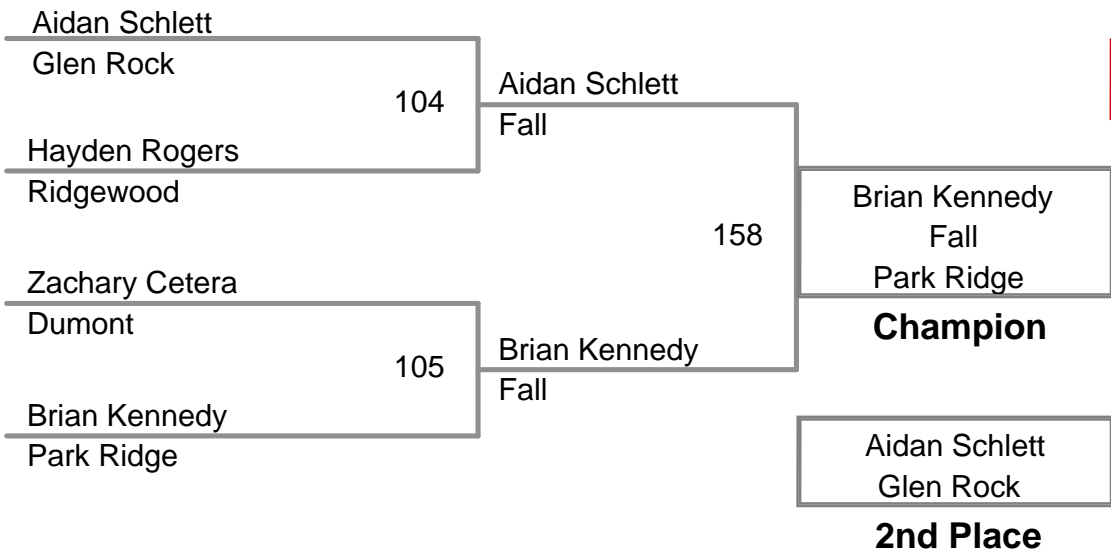 Aidan Schlett
Glen Rock
104
Hayden Rogers
Ridgewood
Zachary Cetera
Dumont
105
Brian Kennedy
Park Ridge
Aidan Schlett
Fall
158
Brian Kennedy
Fall
Brian Kennedy
Fall
Park Ridge
Champion
Aidan Schlett
Glen Rock
2nd Place